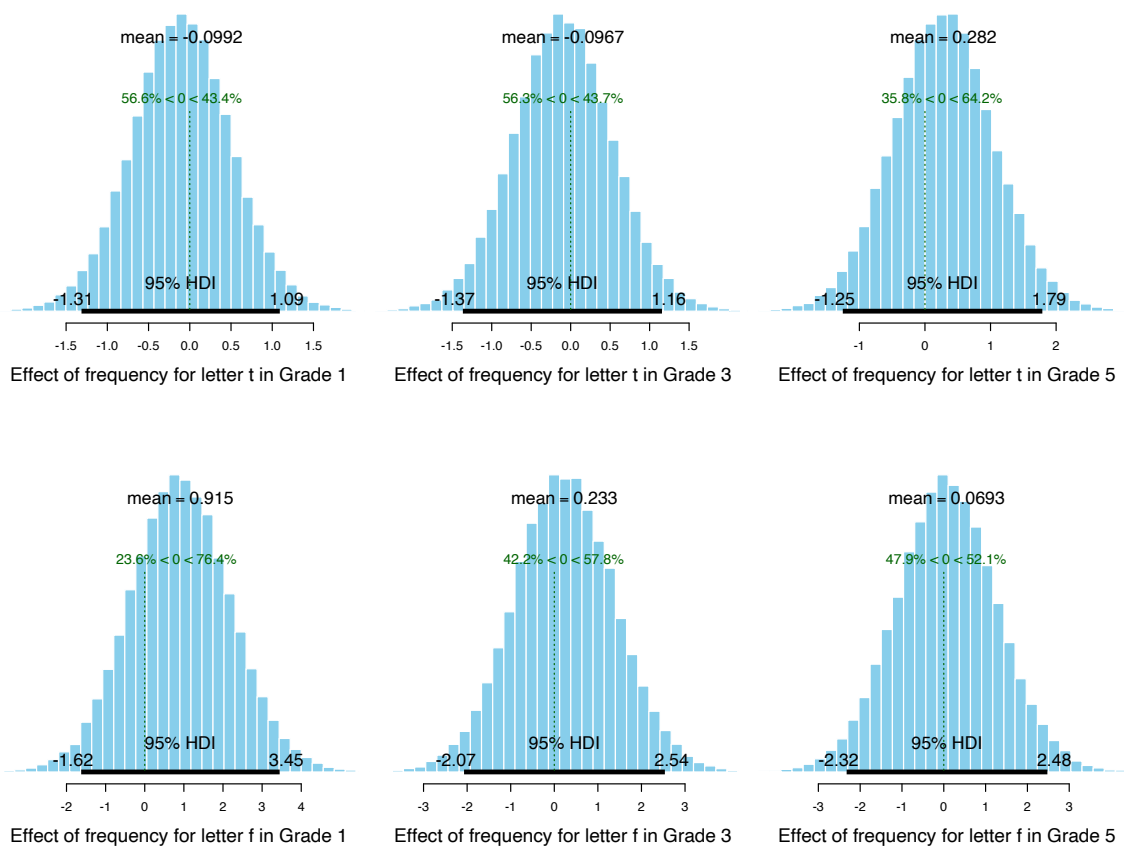 mean = -0.0992
56.6% < 0 < 43.4%
95% HDI
-1.31
1.09
-1.5 -1.0 -0.5 0.0 0.5 1.0 1.5
Effect of frequency for letter t in Grade 1
mean = -0.0967
56.3% < 0 < 43.7%
95% HDI
-1.37
1.16
-1.5 -1.0 -0.5 0.0 0.5 1.0 1.5
Effect of frequency for letter t in Grade 3
mean = 0.282
35.8% < 0 < 64.2%
95% HDI
-1.25
1.79
-1 0 1 2
Effect of frequency for letter t in Grade 5
mean = 0.915
23.6% < 0 < 76.4%
95% HDI
-1.62
3.45
-2 -1 0 1 2 3 4
Effect of frequency for letter f in Grade 1
mean = 0.233
42.2% < 0 < 57.8%
95% HDI
-2.07
2.54
-3 -2 -1 0 1 2 3
Effect of frequency for letter f in Grade 3
mean = 0.0693
47.9% < 0 < 52.1%
95% HDI
-2.32
2.48
-3 -2 -1 0 1 2 3
Effect of frequency for letter f in Grade 5